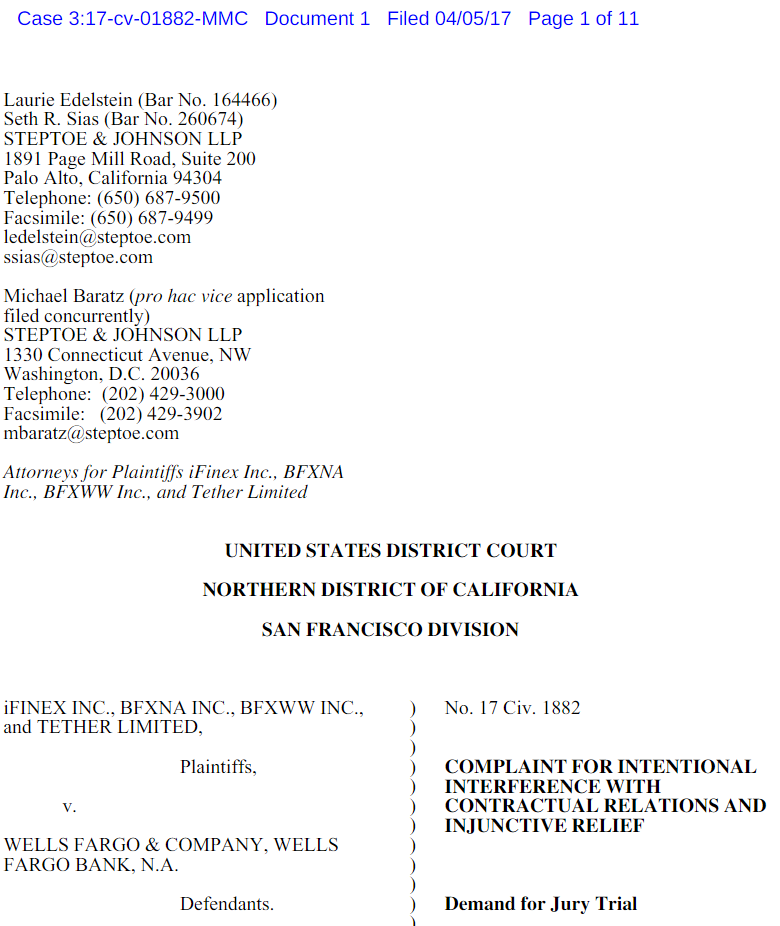 Case 3:17-cv-01882-MMC Document 1 Filed 04/05/17 Page 1 of 11
Laurie Edelstein (Bar No. 164466)
Seth R. Sias (Bar No. 260674)
STEPTOE & JOHNSON LLP
1891 Page Mill Road, Suite 200
Palo Alto, California 94304
Telephone: (650) 687-9500
Facsimile: (650) 687-9499
ledelstein@steptoe.com
ssias@steptoe.com
Michael Baratz (pro hac vice application
filed concurrently)
STEPTOE & JOHNSON LLP
1330 Connecticut Avenue, NW
Washington, D.C. 20036
Telephone: (202) 429-3000
Facsimile: (202) 429-3902
mbaratz@steptoe.com
Attorneys for Plaintiffs iFinex Inc., BFXNA
Inc., BFXWW Inc., and Tether Limited
UNITED STATES DISTRICT COURT
NORTHERN DISTRICT OF CALIFORNIA
SAN FRANCISCO DIVISION
iFINEX INC., BFXNA INC., BFXWW INC., ) No. 17 Civ. 1882
and TETHER LIMITED, )
)
Plaintiffs, ) COMPLAINT FOR INTENTIONAL
) INTERFERENCE WITH
v. ) CONTRACTUAL RELATIONS AND
) INJUNCTIVE RELIEF
WELLS FARGO & COMPANY, WELLS )
FARGO BANK, N.A. )
)
Defendants. ) Demand for Jury Trial
)